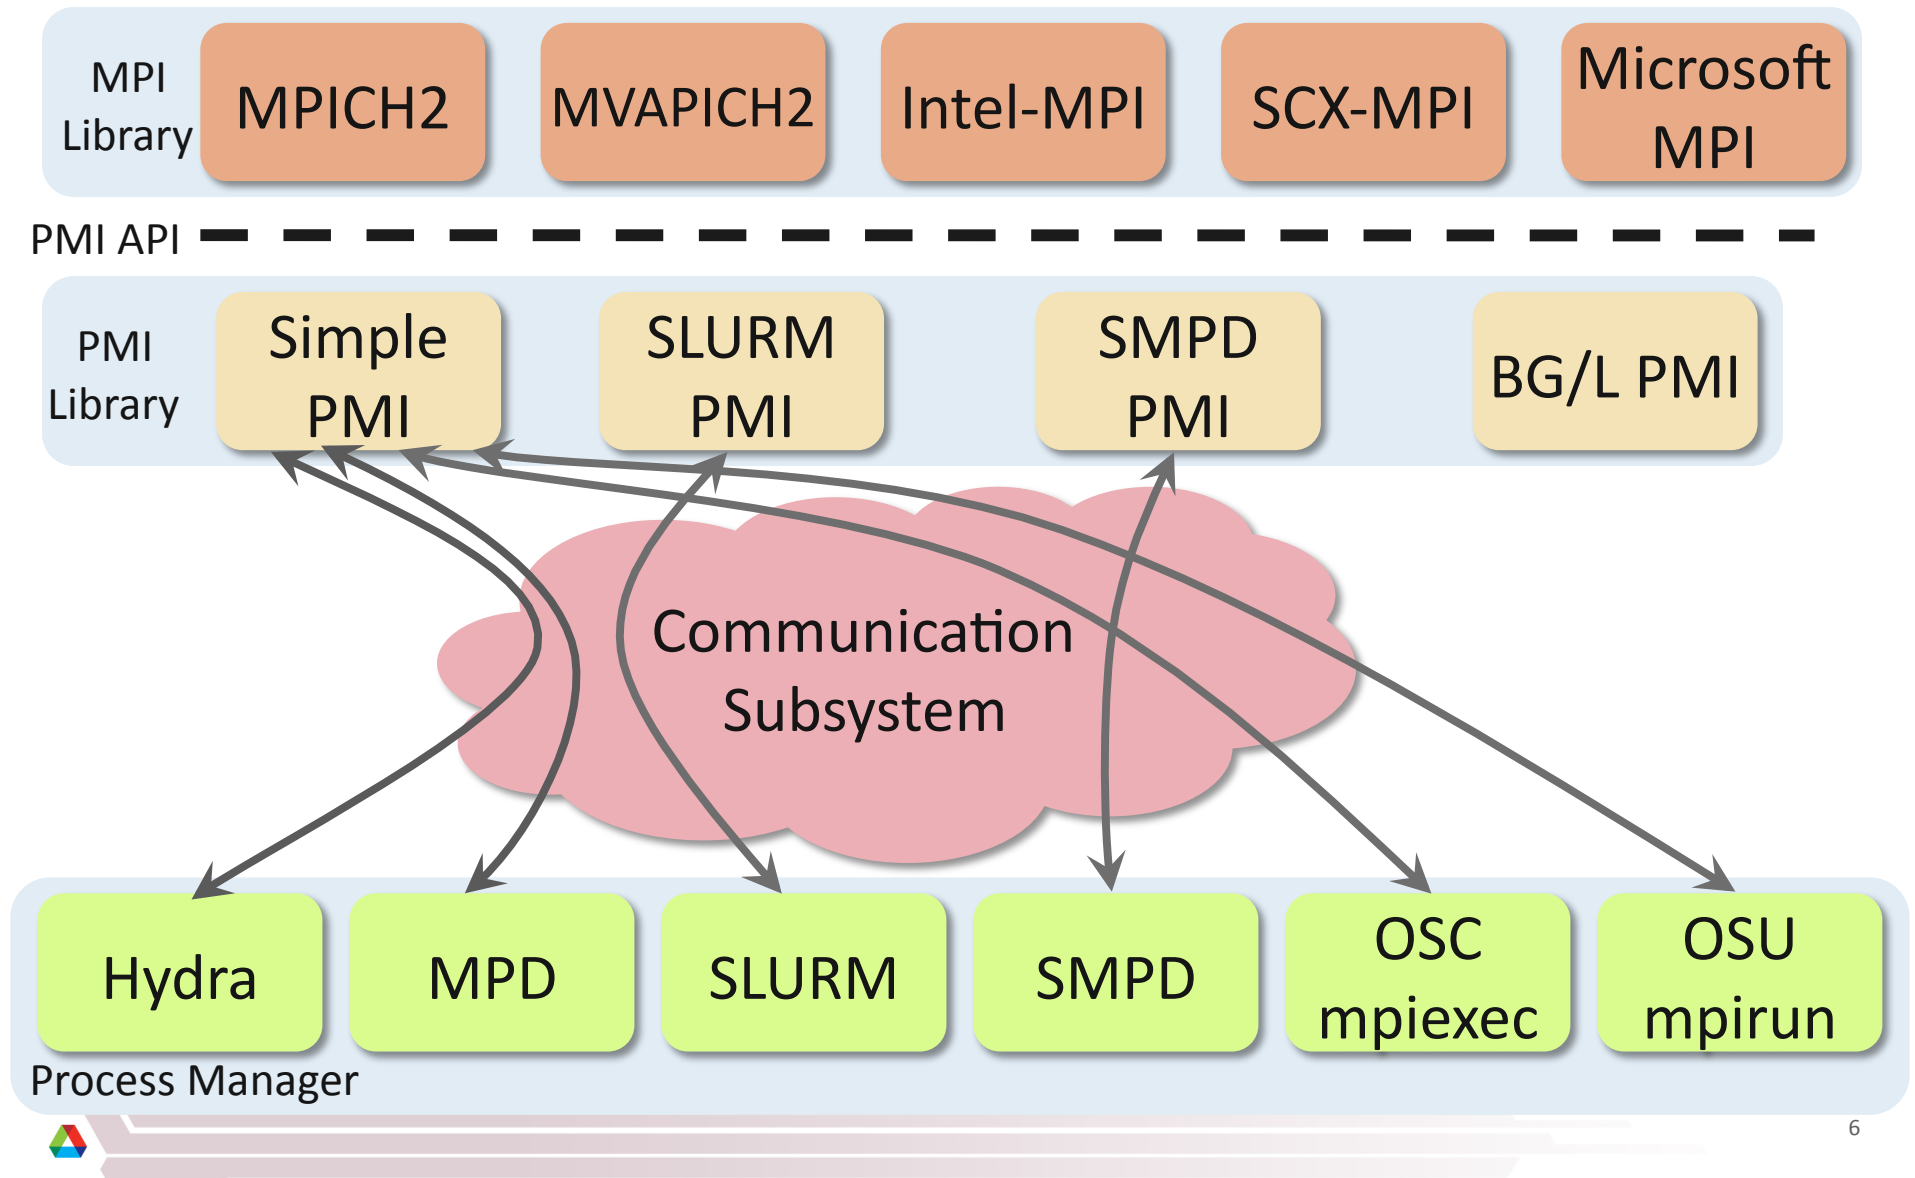 MPI
Library
MPICH2
MVAPICH2
Intel-MPI
SCX-MPI
Microsoft
MPI
PMI API
PMI
Library
Simple
PMI
SLURM
PMI
SMPD
PMI
BG/L PMI
Communication
Subsystem
Hydra
MPD
SLURM
SMPD
OSC
mpiexec
OSU
mpirun
Process Manager
6